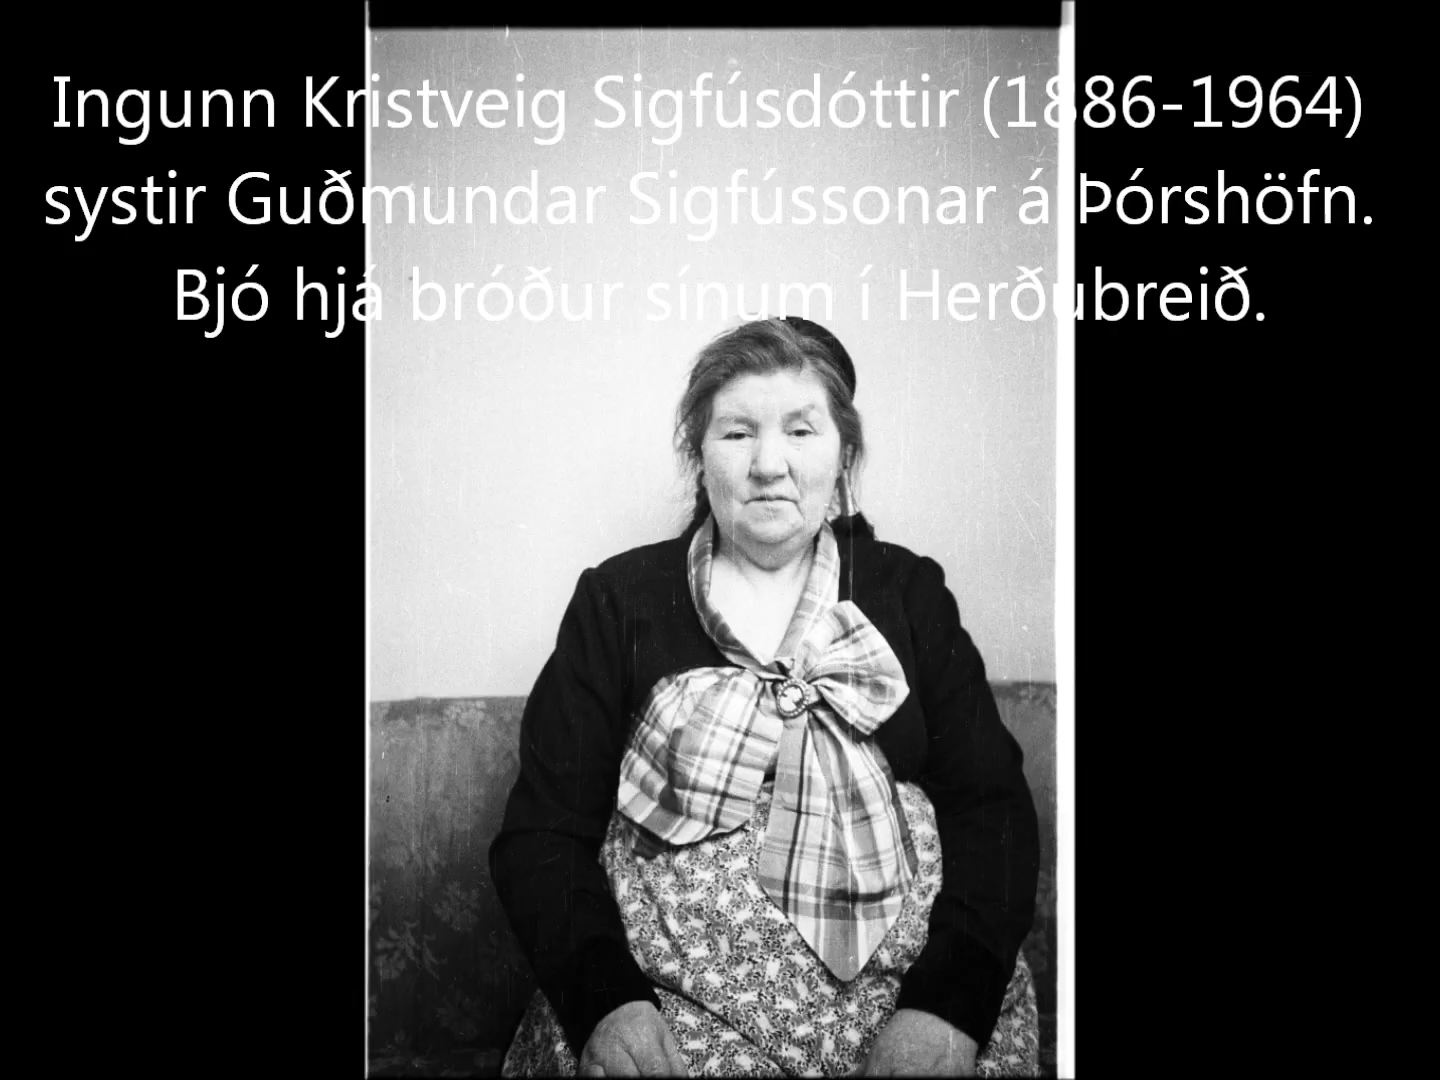 Ingunn Kristveig Sigfúsdóttir (1886-1964)
systir Guðmundar Sigfússonar á Þórshöfn.
Bjó hjá bróður sínum í Herðubreið.